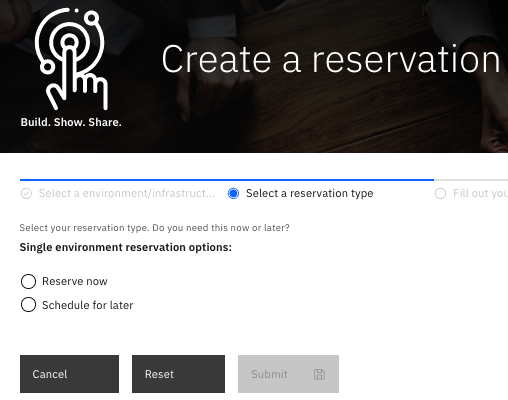 Create a reservation
Build. Show. Share.
Select a environment/infrastruct...
Select a reservation type
Fill out you
Select your reservation type. Do you need this now or later?
Single environment reservation options:
Reserve now
Schedule for later
Cancel
Reset
Submit